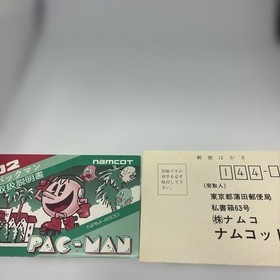 02
パックマン
取扱説明書
namcot
NPM-4500
PAC-MAN
郵便はがき
144-
(受取人)
東京都蒲田郵便局
私書箱63号
㈱ナムコ
ナムコット